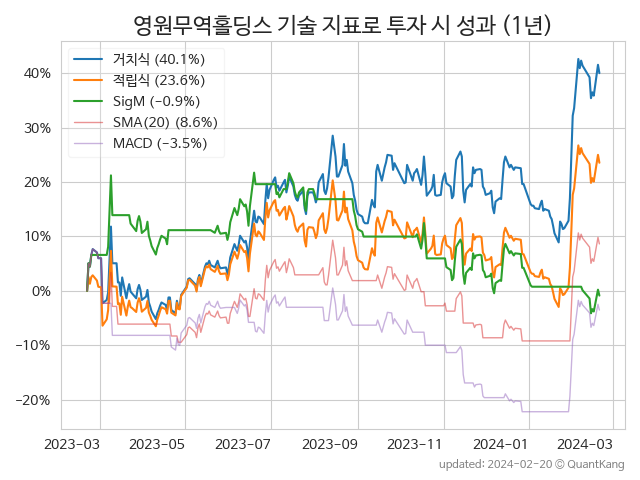 영원무역홀딩스 기술 지표로 투자 시 성과 (1년)
거치식 (40.1%)
적립식 (23.6%)
SigM (−0.9%)
SMA(20) (8.6%)
MACD (−3.5%)
40%
30%
20%
10%
0%
−10%
−20%
2023-03 2023-05 2023-07 2023-09 2023-11 2024-01 2024-03
updated: 2024-02-20 © QuantKang